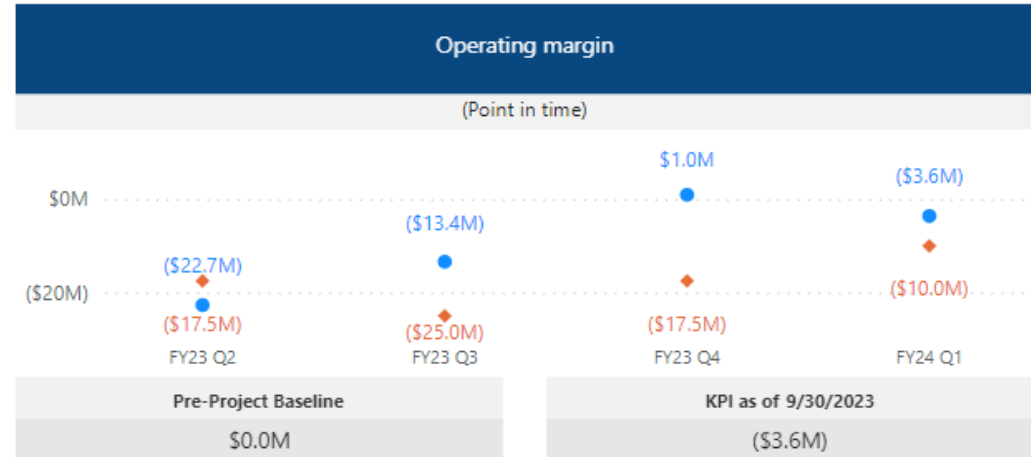 Operating margin
(Point in time)
$1.0M
($3.6M)
$0M
($13.4M)
($22.7M)
($20M)
($10.0M)
($17.5M)
($25.0M)
($17.5M)
FY23 Q2
FY23 Q3
FY23 Q4
FY24 Q1
Pre-Project Baseline
KPI as of 9/30/2023
$0.0M
($3.6M)